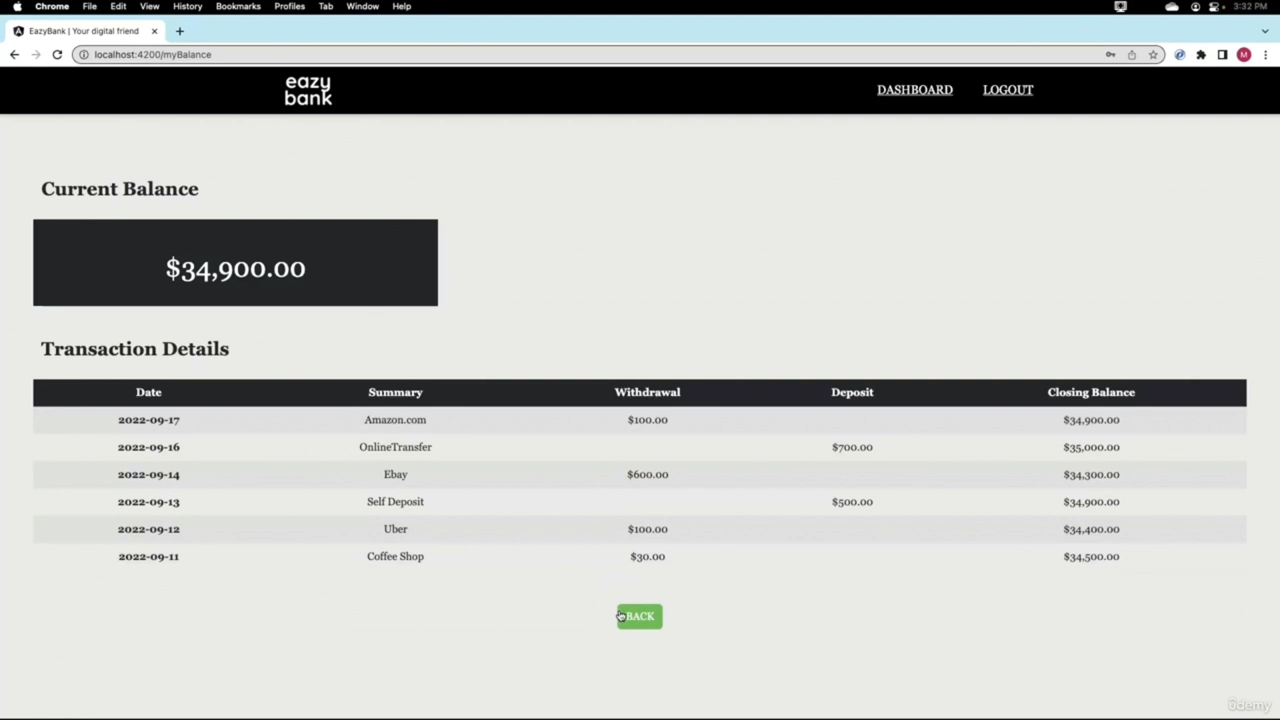 Chrome File Edit View History Bookmarks Profiles Tab Window Help 3:32 PM
EazyBank | Your digital friend
localhost:4200/myBalance
M
eazy
bank
DASHBOARD LOGOUT
Current Balance
$34,900.00
Transaction Details
Date Summary Withdrawal Deposit Closing Balance
2022-09-17 Amazon.com $100.00 $34,900.00
2022-09-16 OnlineTransfer $700.00 $35,000.00
2022-09-14 Ebay $600.00 $34,300.00
2022-09-13 Self Deposit $500.00 $34,900.00
2022-09-12 Uber $100.00 $34,400.00
2022-09-11 Coffee Shop $30.00 $34,500.00
BACK
ûdemy